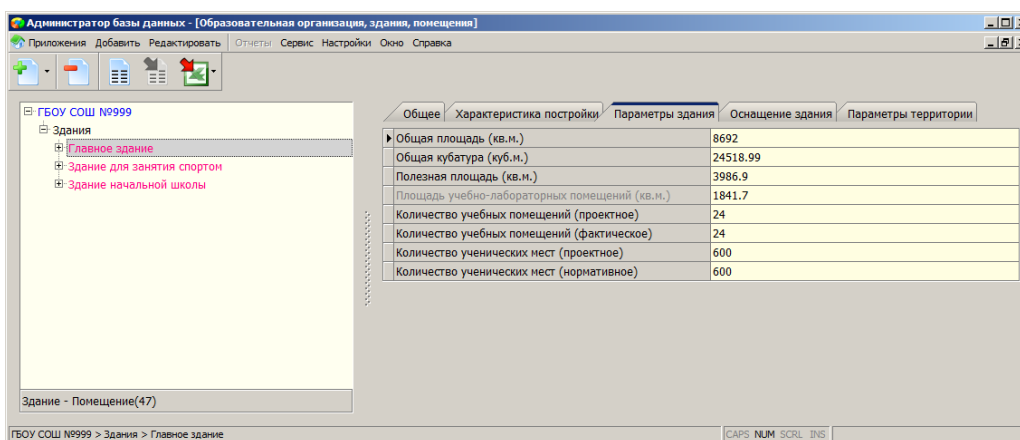 Администратор базы данных - [Образовательная организация, здания, помещения]
Приложения Добавить Редактировать Отчеты Сервис Настройки Окно Справка
ГБОУ СОШ №999
Здания
Главное здание
Здание для занятия спортом
Здание начальной школы
Здание - Помещение(47)
Общее Характеристика постройки Параметры здания Оснащение здания Параметры территории
Общая площадь (кв.м.) 8692
Общая кубатура (куб.м.) 24518.99
Полезная площадь (кв.м.) 3986.9
Площадь учебно-лабораторных помещений (кв.м.) 1841.7
Количество учебных помещений (проектное) 24
Количество учебных помещений (фактическое) 24
Количество ученических мест (проектное) 600
Количество ученических мест (нормативное) 600
ГБОУ СОШ №999 > Здания > Главное здание CAPS NUM SCRL INS